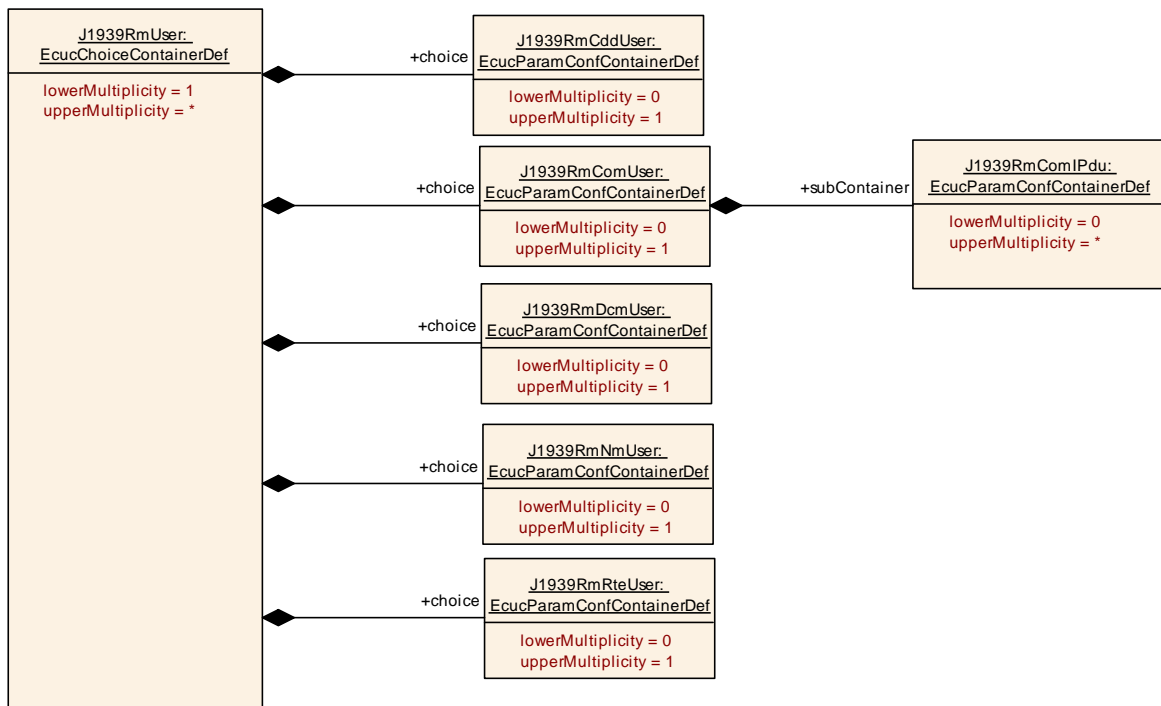 J1939RmUser:
EcucChoiceContainerDef
lowerMultiplicity = 1
upperMultiplicity = *
+choice
J1939RmCddUser:
EcucParamConfContainerDef
lowerMultiplicity = 0
upperMultiplicity = 1
+choice
J1939RmComUser:
EcucParamConfContainerDef
lowerMultiplicity = 0
upperMultiplicity = 1
+subContainer
J1939RmComIPdu:
EcucParamConfContainerDef
lowerMultiplicity = 0
upperMultiplicity = *
+choice
J1939RmDcmUser:
EcucParamConfContainerDef
lowerMultiplicity = 0
upperMultiplicity = 1
+choice
J1939RmNmUser:
EcucParamConfContainerDef
lowerMultiplicity = 0
upperMultiplicity = 1
+choice
J1939RmRteUser:
EcucParamConfContainerDef
lowerMultiplicity = 0
upperMultiplicity = 1